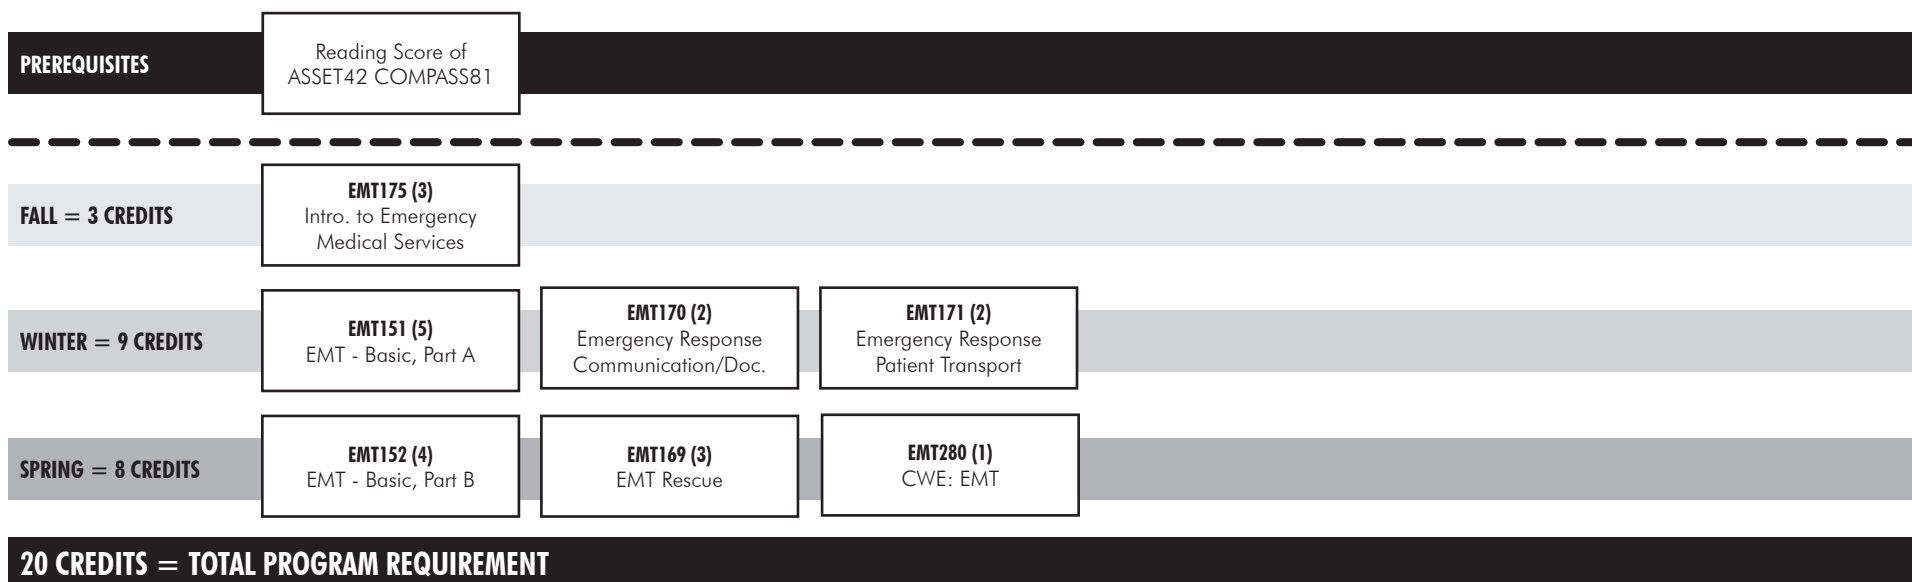 PREREQUISITES
Reading Score of
ASSET42 COMPASS81
FALL = 3 CREDITS
EMT175 (3)
Intro. to Emergency
Medical Services
WINTER = 9 CREDITS
EMT151 (5)
EMT - Basic, Part A
EMT170 (2)
Emergency Response
Communication/Doc.
EMT171 (2)
Emergency Response
Patient Transport
SPRING = 8 CREDITS
EMT152 (4)
EMT - Basic, Part B
EMT169 (3)
EMT Rescue
EMT280 (1)
CWE: EMT
20 CREDITS = TOTAL PROGRAM REQUIREMENT